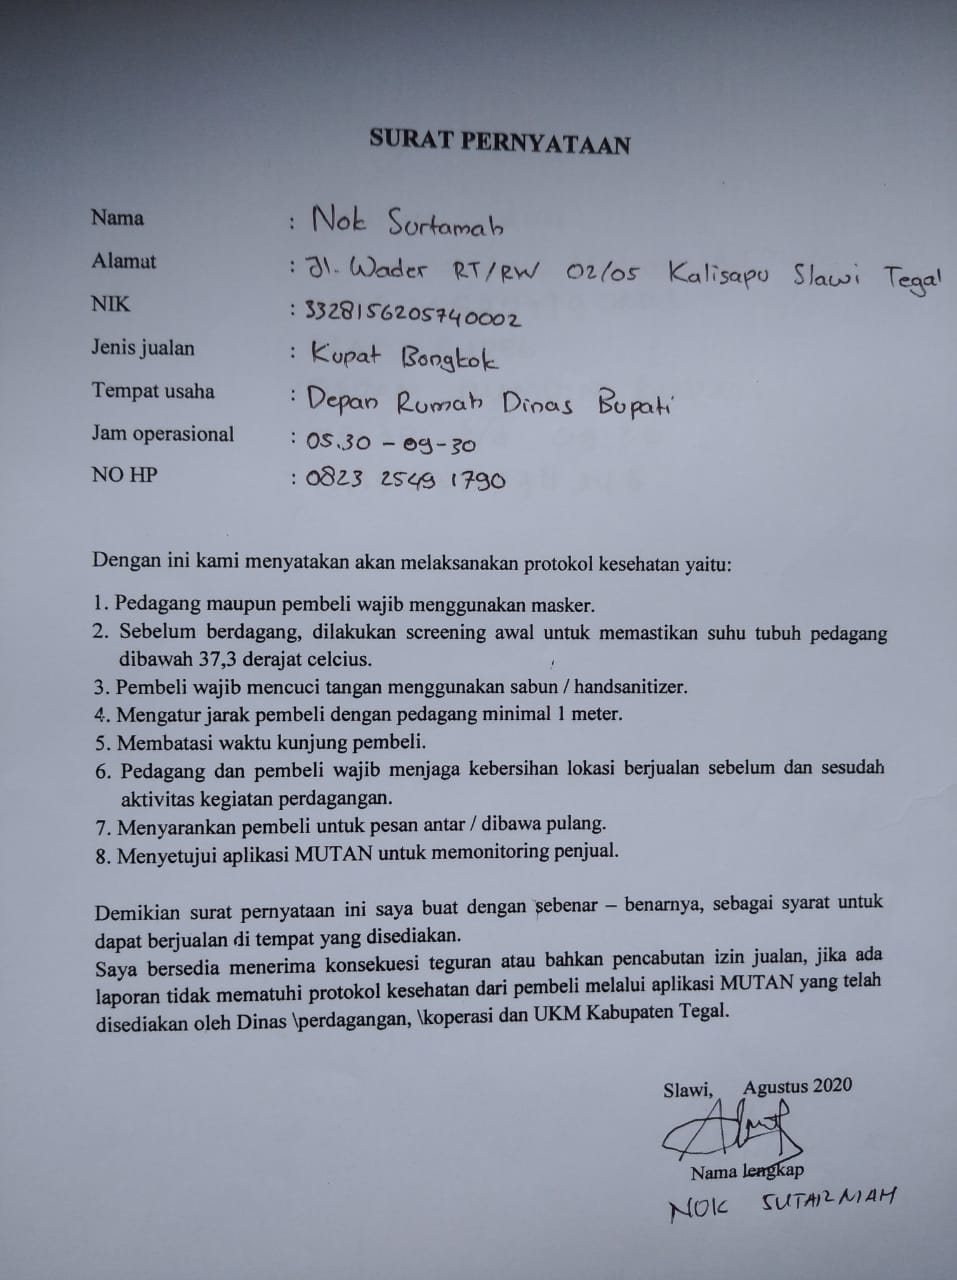 SURAT PERNYATAAN
Nama : Nok Surtamah
Alamat : Jl. Wader RT/RW 02/05 Kalisapu Slawi Tegal
NIK : 3328156205740002
Jenis jualan : Kupat Bongkok
Tempat usaha : Depan Rumah Dinas Bupati
Jam operasional : 05.30 - 09-30
NO HP : 0823 2549 1790
Dengan ini kami menyatakan akan melaksanakan protokol kesehatan yaitu:
1. Pedagang maupun pembeli wajib menggunakan masker.
2. Sebelum berdagang, dilakukan screening awal untuk memastikan suhu tubuh pedagang
dibawah 37,3 derajat celcius.
3. Pembeli wajib mencuci tangan menggunakan sabun / handsanitizer.
4. Mengatur jarak pembeli dengan pedagang minimal 1 meter.
5. Membatasi waktu kunjung pembeli.
6. Pedagang dan pembeli wajib menjaga kebersihan lokasi berjualan sebelum dan sesudah
aktivitas kegiatan perdagangan.
7. Menyarankan pembeli untuk pesan antar / dibawa pulang.
8. Menyetujui aplikasi MUTAN untuk memonitoring penjual.
Demikian surat pernyataan ini saya buat dengan sebenar – benarnya, sebagai syarat untuk
dapat berjualan di tempat yang disediakan.
Saya bersedia menerima konsekuesi teguran atau bahkan pencabutan izin jualan, jika ada
laporan tidak mematuhi protokol kesehatan dari pembeli melalui aplikasi MUTAN yang telah
disediakan oleh Dinas \perdagangan, \koperasi dan UKM Kabupaten Tegal.
Slawi, Agustus 2020
Nama lengkap
NOK